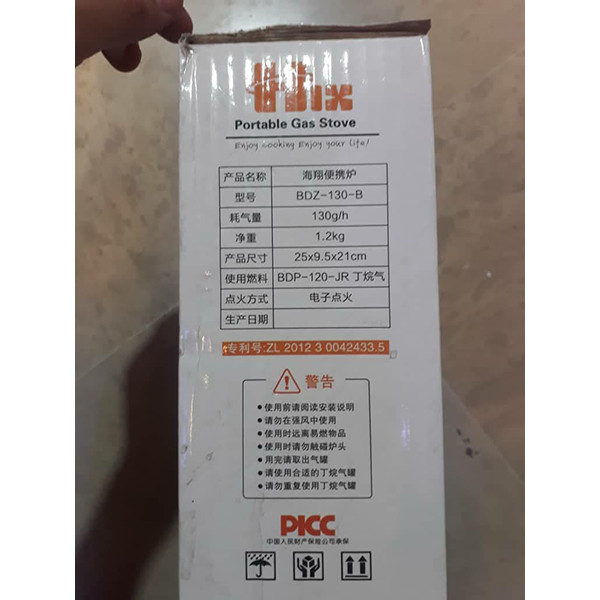 Portable Gas Stove
Enjoy cooking Enjoy your life!
产品名称 海翔便携炉
型号 BDZ-130-B
耗气量 130g/h
净重 1.2kg
产品尺寸 25x9.5x21cm
使用燃料 BDP-120-JR 丁烷气
点火方式 电子点火
生产日期
专利号:ZL 2012 3 0042433.5
警告
•使用前请阅读安装说明
•请勿在强风中使用
•使用时远离易燃物品
•使用时请勿触碰炉头
•用完请取出气罐
•请使用合适的丁烷气罐
•请勿重复使用丁烷气罐
PICC
中国人民财产保险公司承保